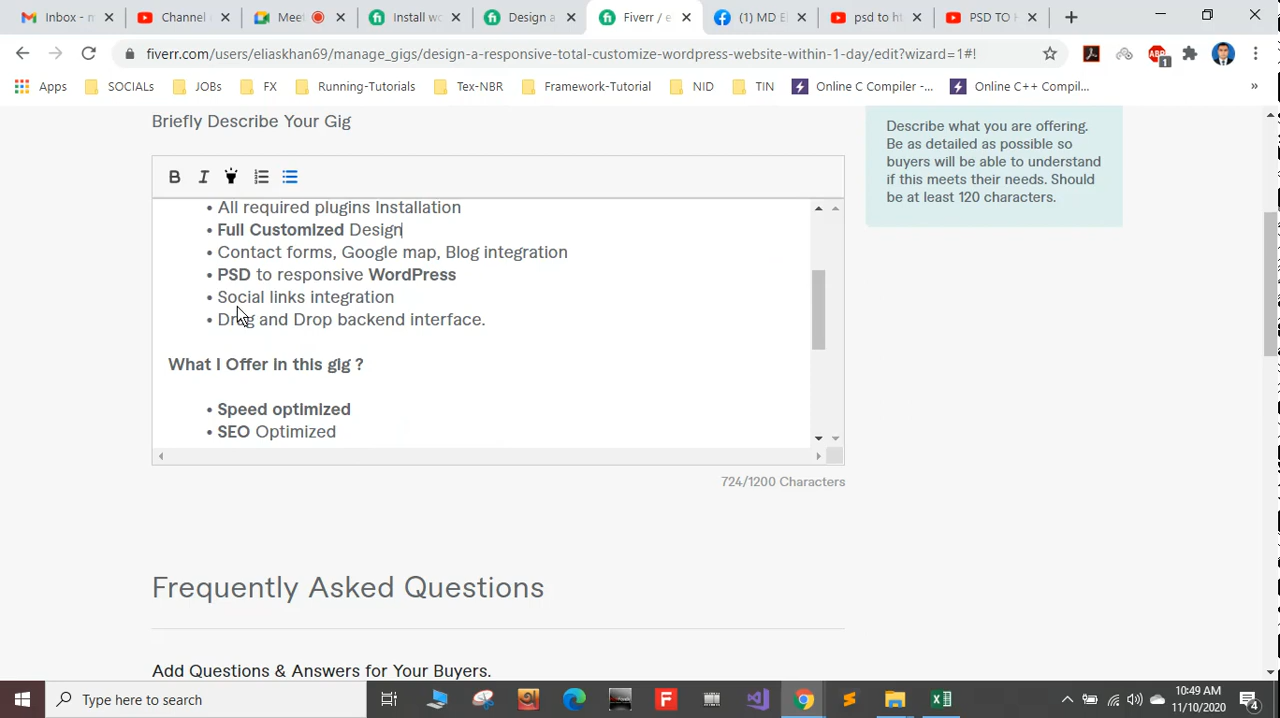 Inbox - m
Channel
Meet
Install wo
Design a
Fiverr / e
(1) MD El
psd to ht
PSD TO H
fiverr.com/users/eliaskhan69/manage_gigs/design-a-responsive-total-customize-wordpress-website-within-1-day/edit?wizard=1#!
1
Apps
SOCIALs
JOBs
FX
Running-Tutorials
Tex-NBR
Framework-Tutorial
NID
TIN
Online C Compiler -...
Online C++ Compil...
»
Briefly Describe Your Gig
B I
• All required plugins Installation
• Full Customized Design
• Contact forms, Google map, Blog integration
• PSD to responsive WordPress
• Social links integration
• Drag and Drop backend interface.
What I Offer in this gig ?
• Speed optimized
• SEO Optimized
724/1200 Characters
Describe what you are offering.
Be as detailed as possible so
buyers will be able to understand
if this meets their needs. Should
be at least 120 characters.
Frequently Asked Questions
Add Questions & Answers for Your Buyers.
Type here to search
10:49 AM
11/10/2020
4